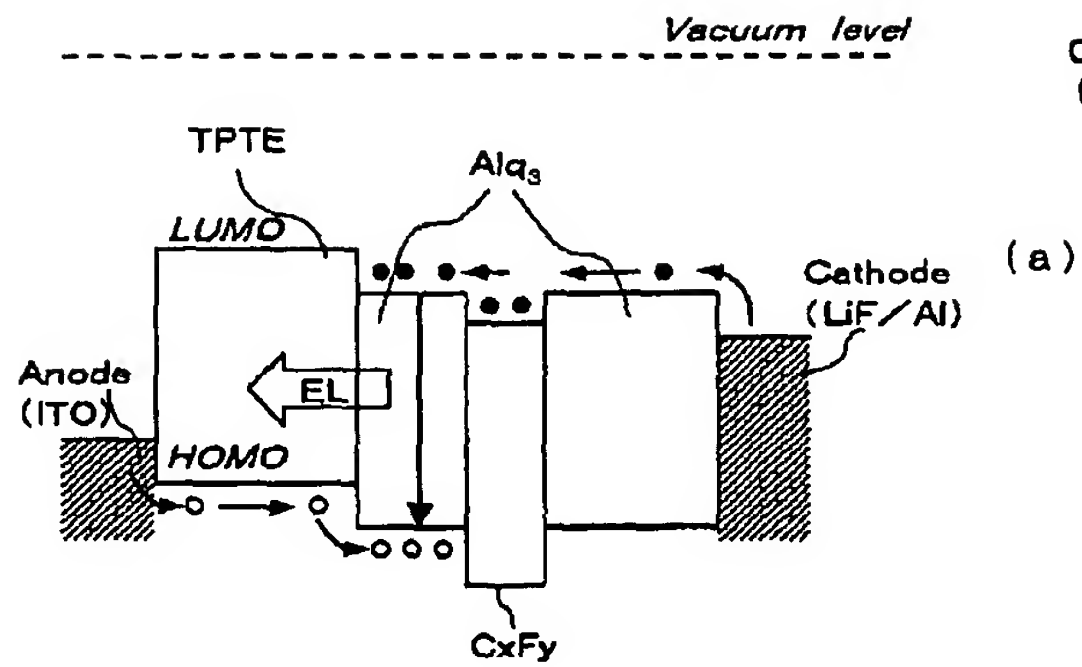 Vacuum level
TPTE
Alq₃
LUMO
(a)
Cathode
(LiF/Al)
Anode
(ITO)
EL
HOMO
CxFy